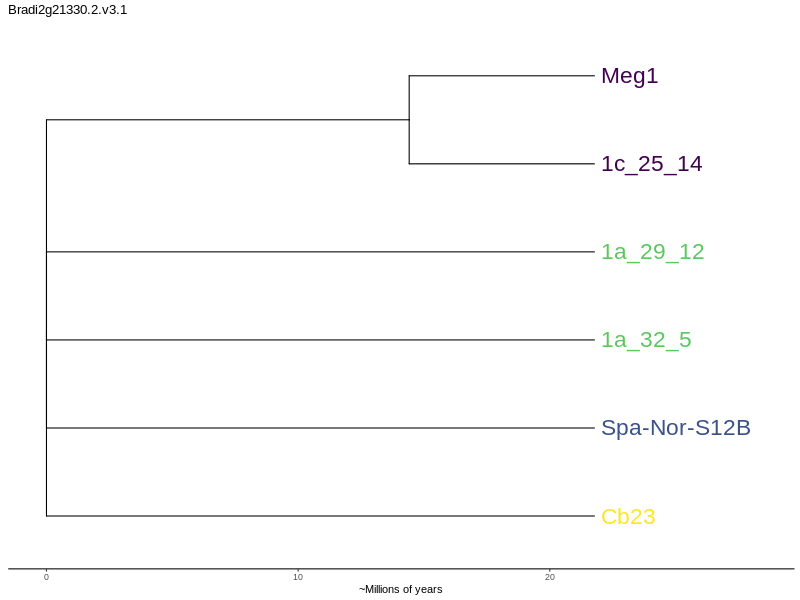 Bradi2g21330.2.v3.1
Meg1
1c_25_14
1a_29_12
1a_32_5
Spa-Nor-S12B
Cb23
0 10 20
~Millions of years